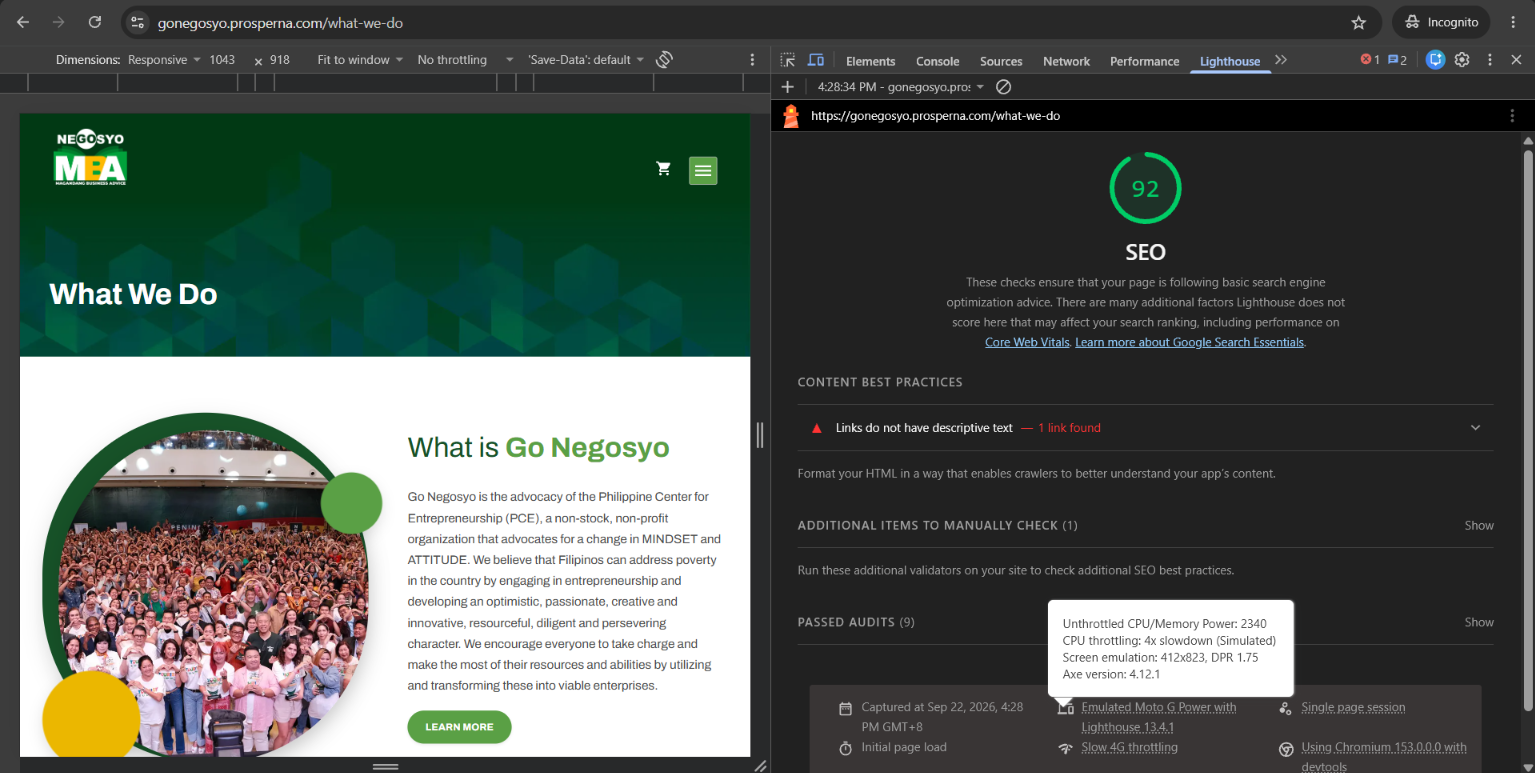 gonegosyo.prosperna.com/what-we-do
Incognito
Dimensions: Responsive 1043 × 918 Fit to window No throttling 'Save-Data': default
Elements Console Sources Network Performance Lighthouse 1 2
4:28:34 PM - gonegosyo.pros
https://gonegosyo.prosperna.com/what-we-do
NEGOSYO
MBA
MAGANDANG BUSINESS ADVICE
What We Do
What is Go Negosyo
Go Negosyo is the advocacy of the Philippine Center for
Entrepreneurship (PCE), a non-stock, non-profit
organization that advocates for a change in MINDSET and
ATTITUDE. We believe that Filipinos can address poverty
in the country by engaging in entrepreneurship and
developing an optimistic, passionate, creative and
innovative, resourceful, diligent and persevering
character. We encourage everyone to take charge and
make the most of their resources and abilities by utilizing
and transforming these into viable enterprises.
LEARN MORE
92
SEO
These checks ensure that your page is following basic search engine
optimization advice. There are many additional factors Lighthouse does not
score here that may affect your search ranking, including performance on
Core Web Vitals. Learn more about Google Search Essentials.
CONTENT BEST PRACTICES
Links do not have descriptive text — 1 link found
Format your HTML in a way that enables crawlers to better understand your app's content.
ADDITIONAL ITEMS TO MANUALLY CHECK (1) Show
Run these additional validators on your site to check additional SEO best practices.
PASSED AUDITS (9) Show
Unthrottled CPU/Memory Power: 2340
CPU throttling: 4x slowdown (Simulated)
Screen emulation: 412x823, DPR 1.75
Axe version: 4.12.1
Captured at Sep 22, 2026, 4:28
PM GMT+8
Emulated Moto G Power with
Lighthouse 13.4.1
Single page session
Initial page load
Slow 4G throttling
Using Chromium 153.0.0.0 with
devtools